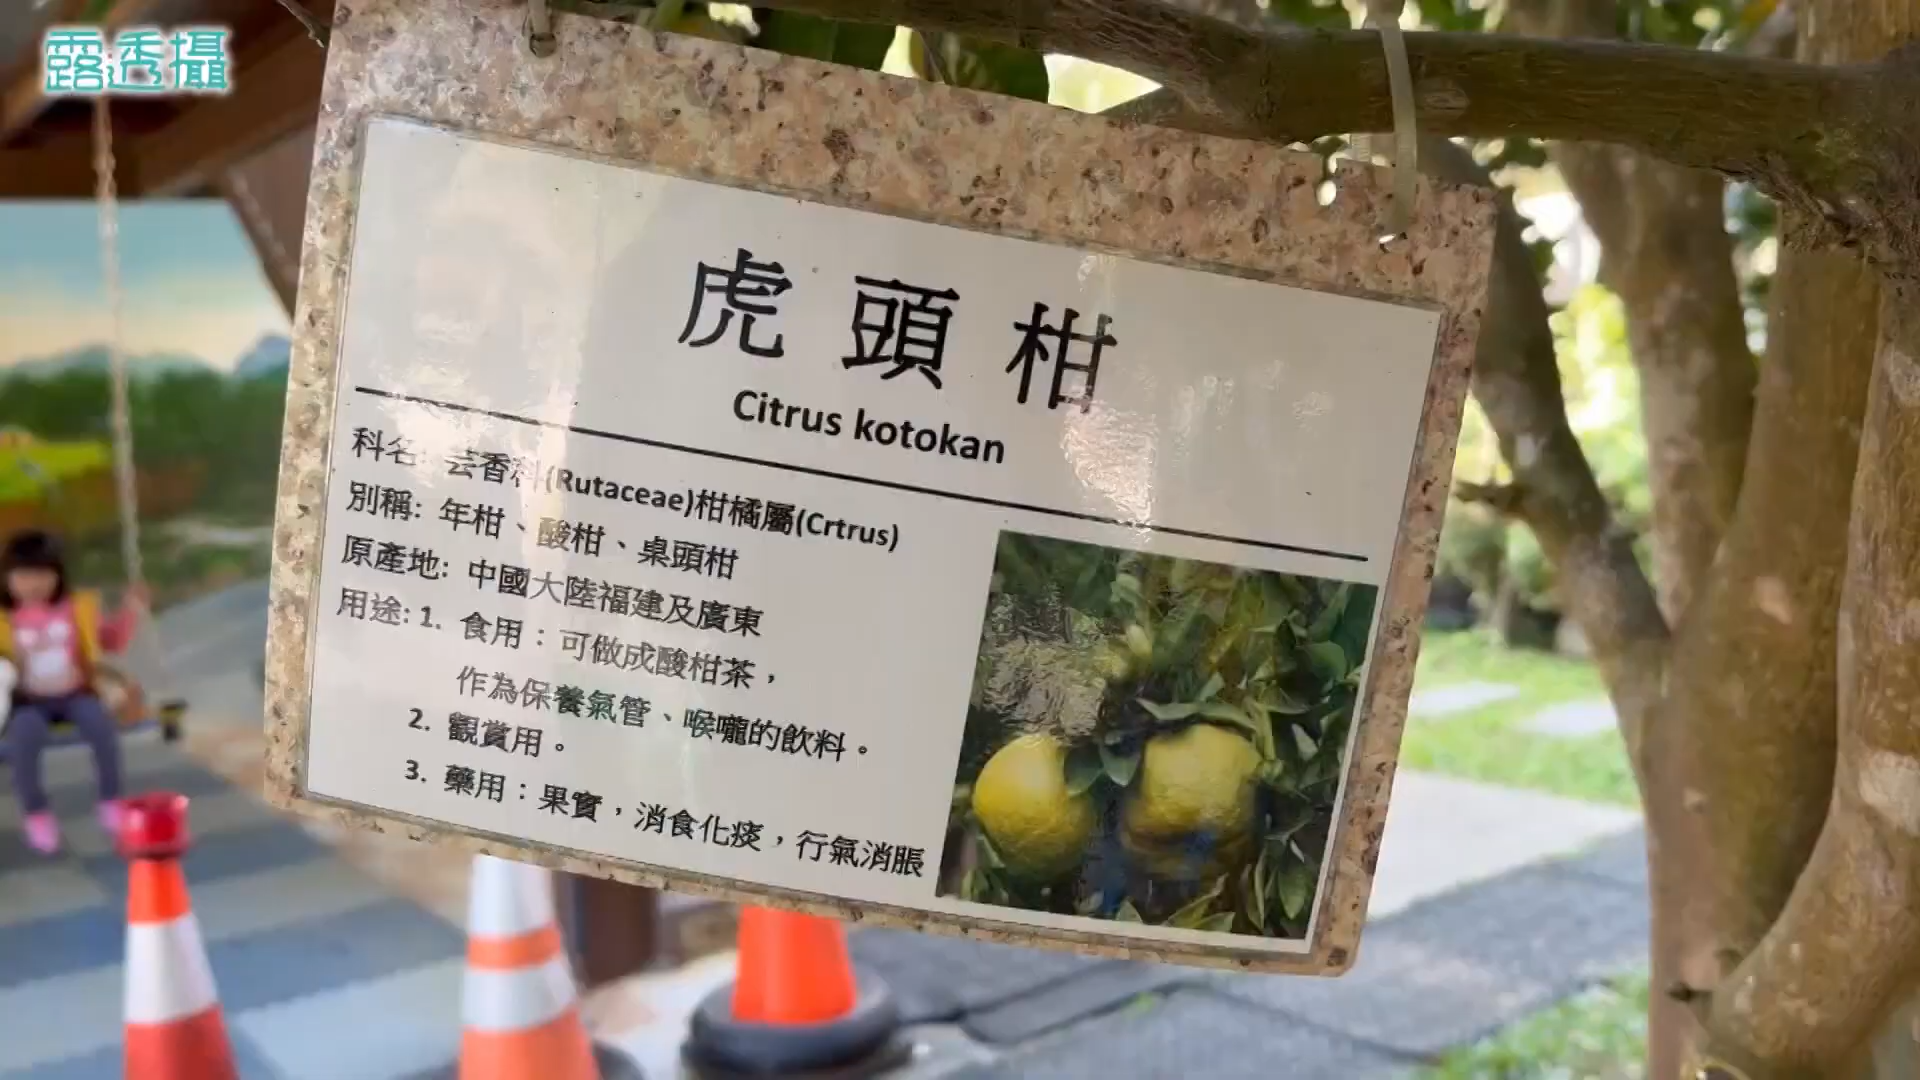 露透攝
虎頭柑
Citrus kotokan
科名: 芸香科(Rutaceae)柑橘屬(Crtrus)
別稱: 年柑、酸柑、桌頭柑
原產地: 中國大陸福建及廣東
用途: 1. 食用：可做成酸柑茶，
作為保養氣管、喉嚨的飲料。
2. 觀賞用。
3. 藥用：果實，消食化痰，行氣消脹